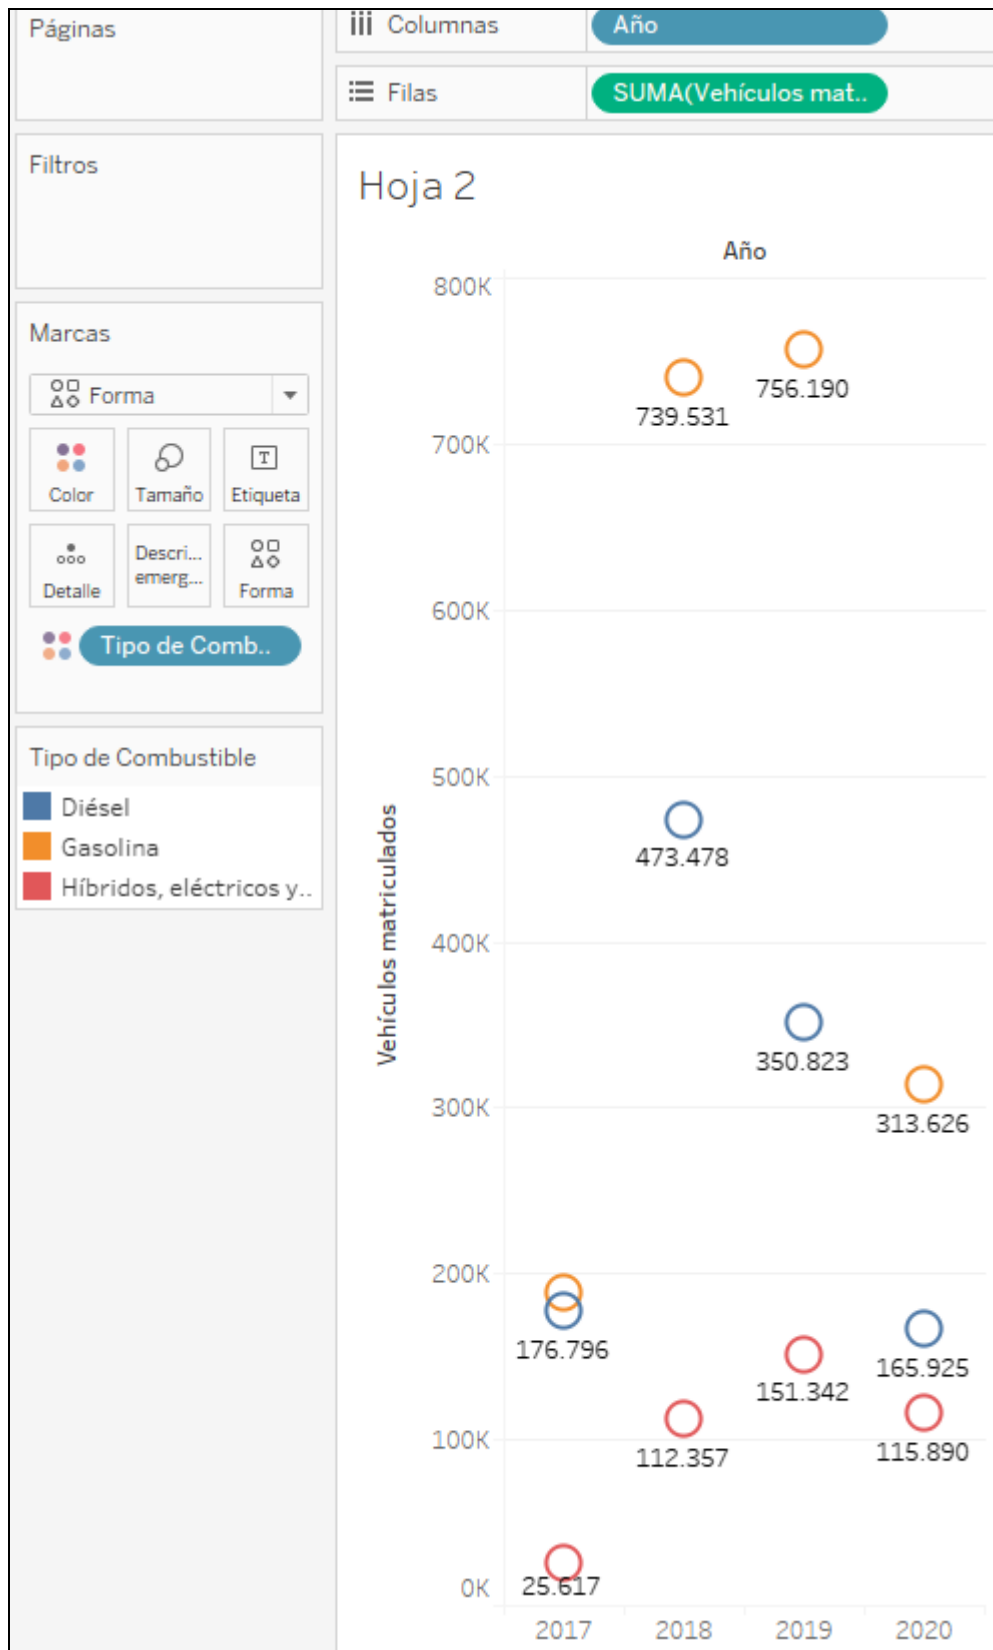 Páginas
Columnas
Año
Filas
SUMA(Vehículos mat..
Filtros
Marcas
Forma
Color
Tamaño
Etiqueta
Detalle
Descri...
emerg...
Forma
Tipo de Comb..
Tipo de Combustible
Diésel
Gasolina
Híbridos, eléctricos y..
Hoja 2
Año
Vehículos matriculados
800K
700K
600K
500K
400K
300K
200K
100K
0K
739.531
756.190
473.478
350.823
313.626
176.796
165.925
151.342
112.357
115.890
25.617
2017
2018
2019
2020